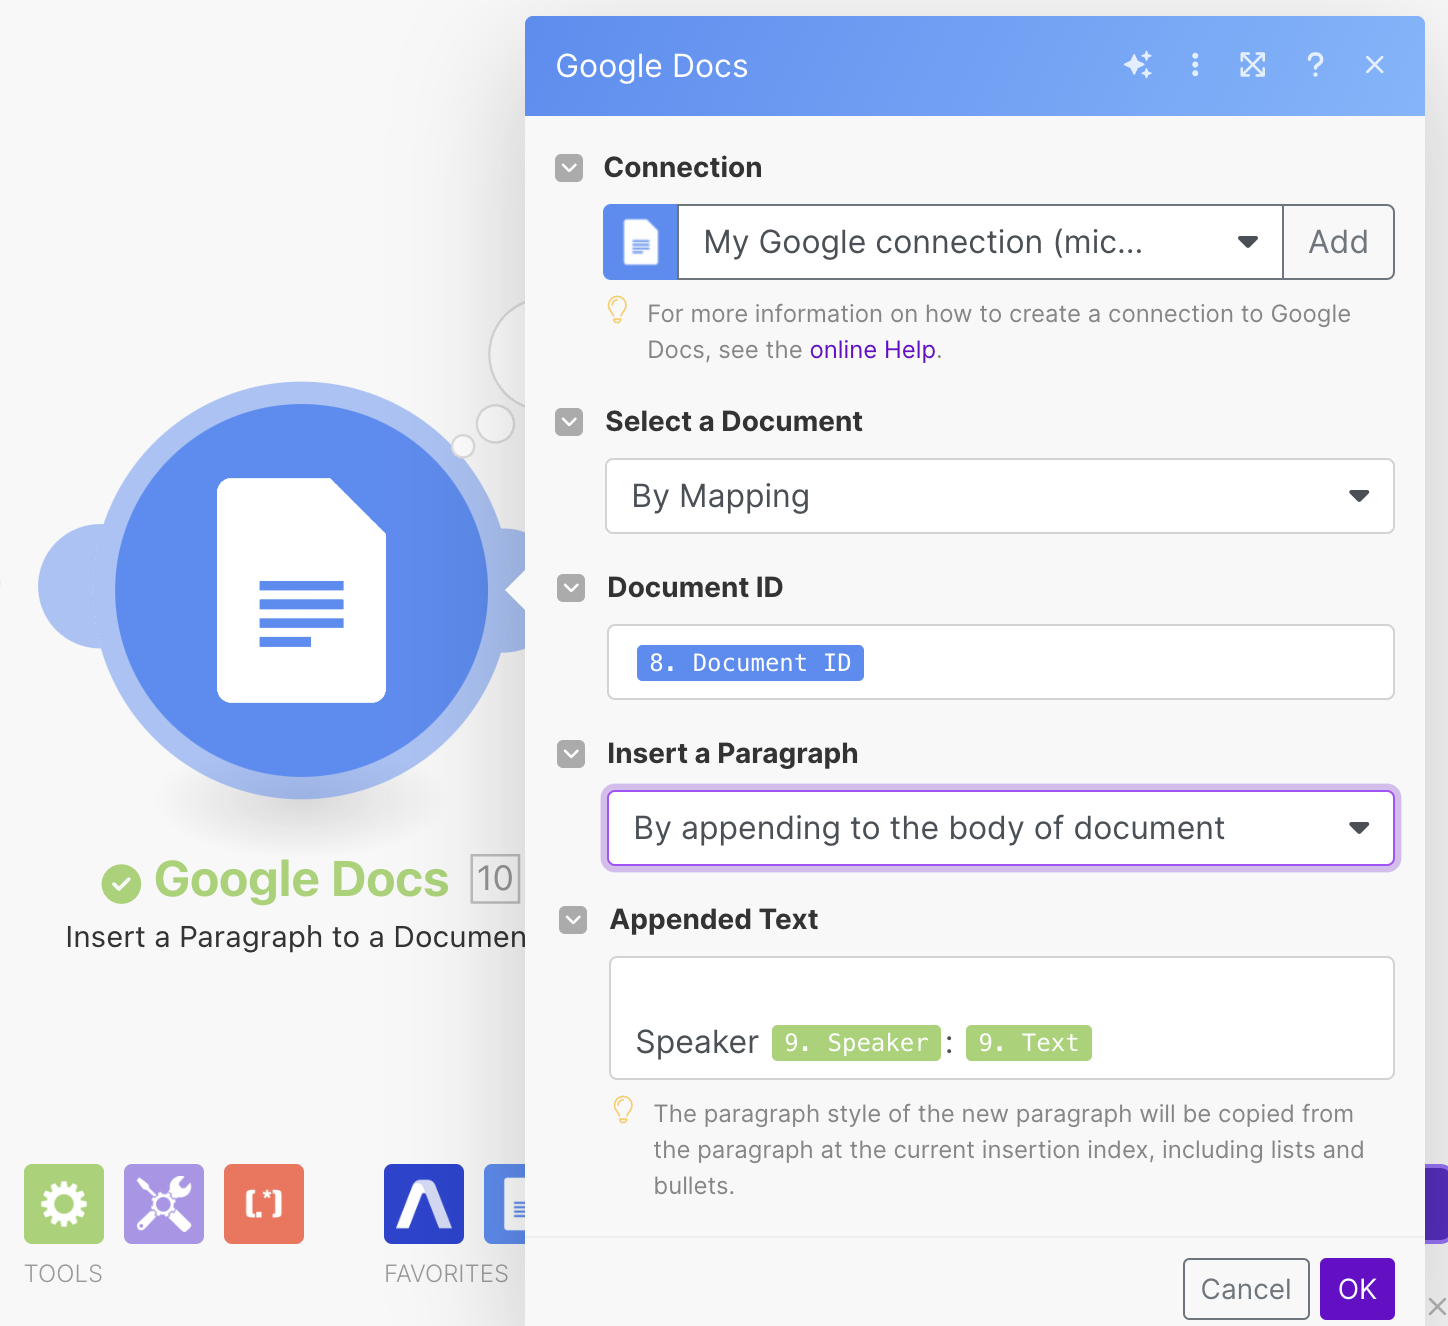 Google Docs
?
Connection
My Google connection (mic...
Add
For more information on how to create a connection to Google
Docs, see the online Help.
Select a Document
By Mapping
Document ID
8. Document ID
Insert a Paragraph
By appending to the body of document
Appended Text
Speaker 9. Speaker : 9. Text
The paragraph style of the new paragraph will be copied from
the paragraph at the current insertion index, including lists and
bullets.
Cancel
OK
Google Docs 10
Insert a Paragraph to a Documen
[.*]
TOOLS
FAVORITES